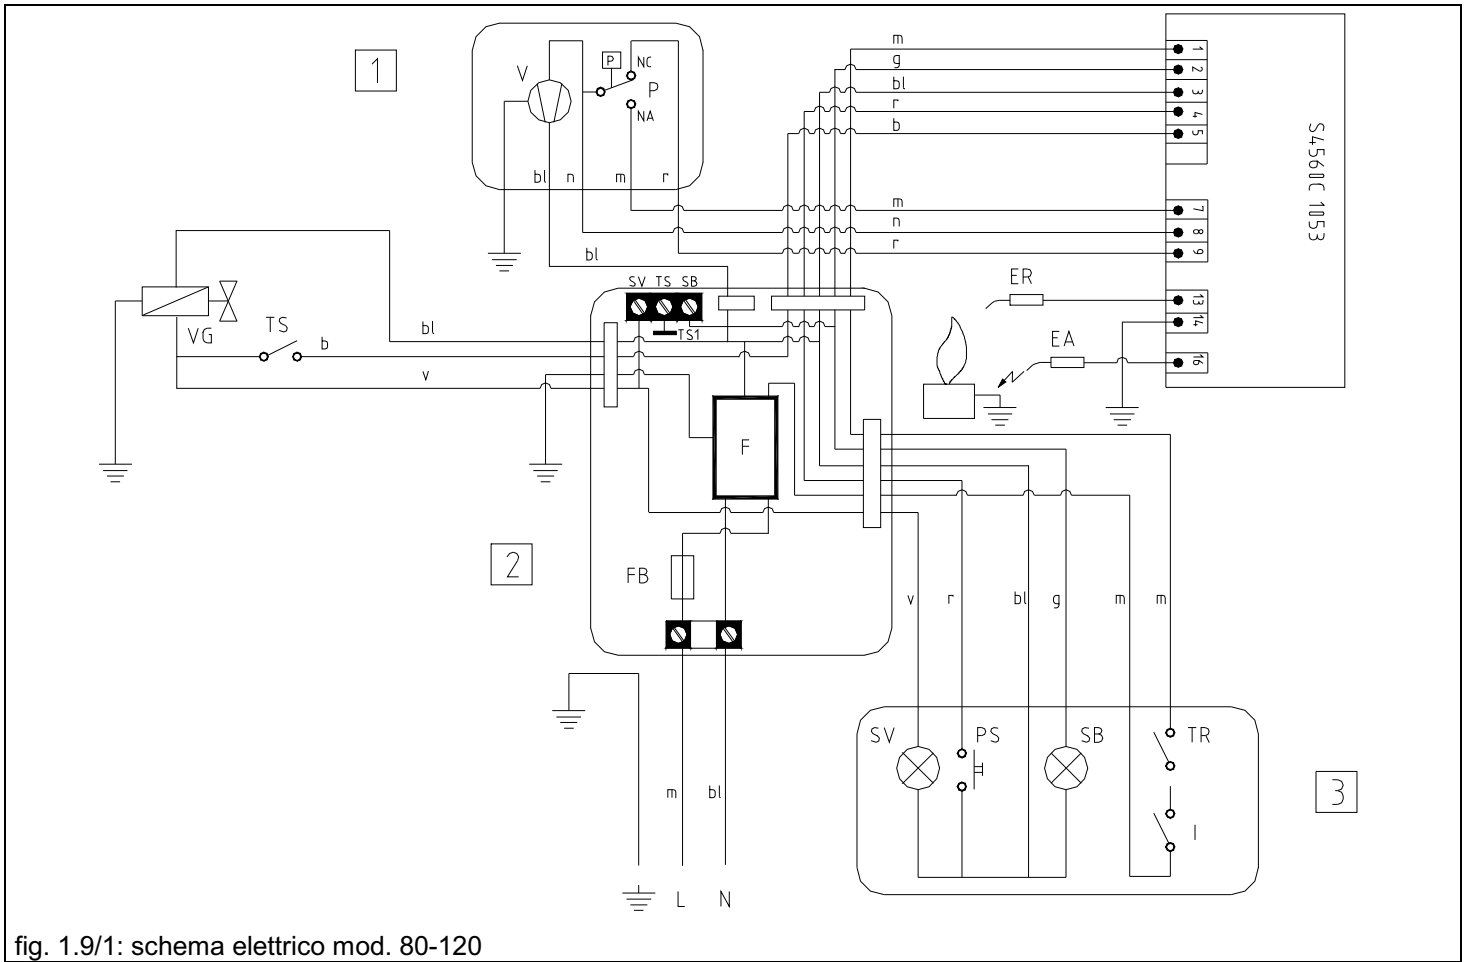 1
V
P
NC
P
NA
bl n m r
m
g
bl
r
b
1
2
3
4
5
S4560C 1053
m
n
r
7
8
9
bl
SV TS SB
TS1
VG
TS
bl
b
v
ER
EA
13
14
16
F
2
FB
v r bl g m m
m bl
L N
SV PS SB TR
I
3
fig. 1.9/1: schema elettrico mod. 80-120